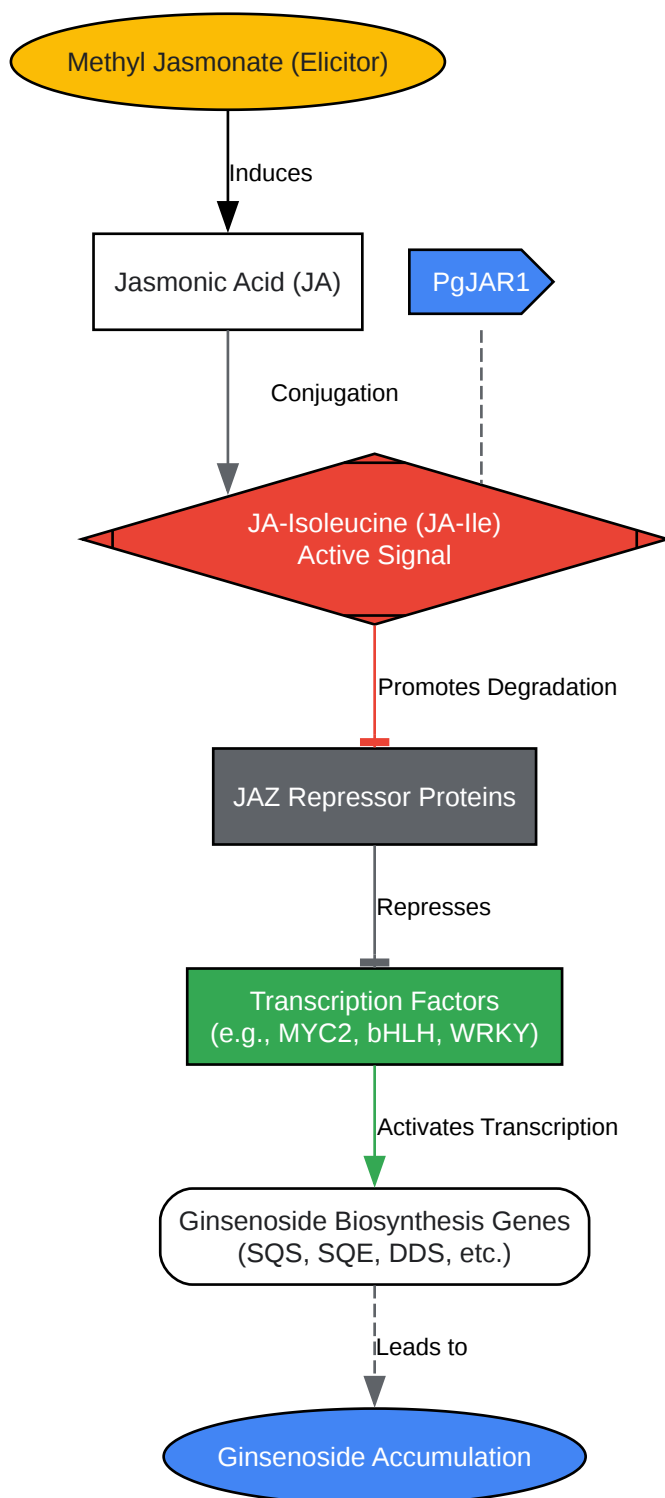 Methyl Jasmonate (Elicitor)
Induces
Jasmonic Acid (JA)
PgJAR1
Conjugation
JA-Isoleucine (JA-Ile)
Active Signal
Promotes Degradation
JAZ Repressor Proteins
Represses
Transcription Factors
(e.g., MYC2, bHLH, WRKY)
Activates Transcription
Ginsenoside Biosynthesis Genes
(SQS, SQE, DDS, etc.)
Leads to
Ginsenoside Accumulation